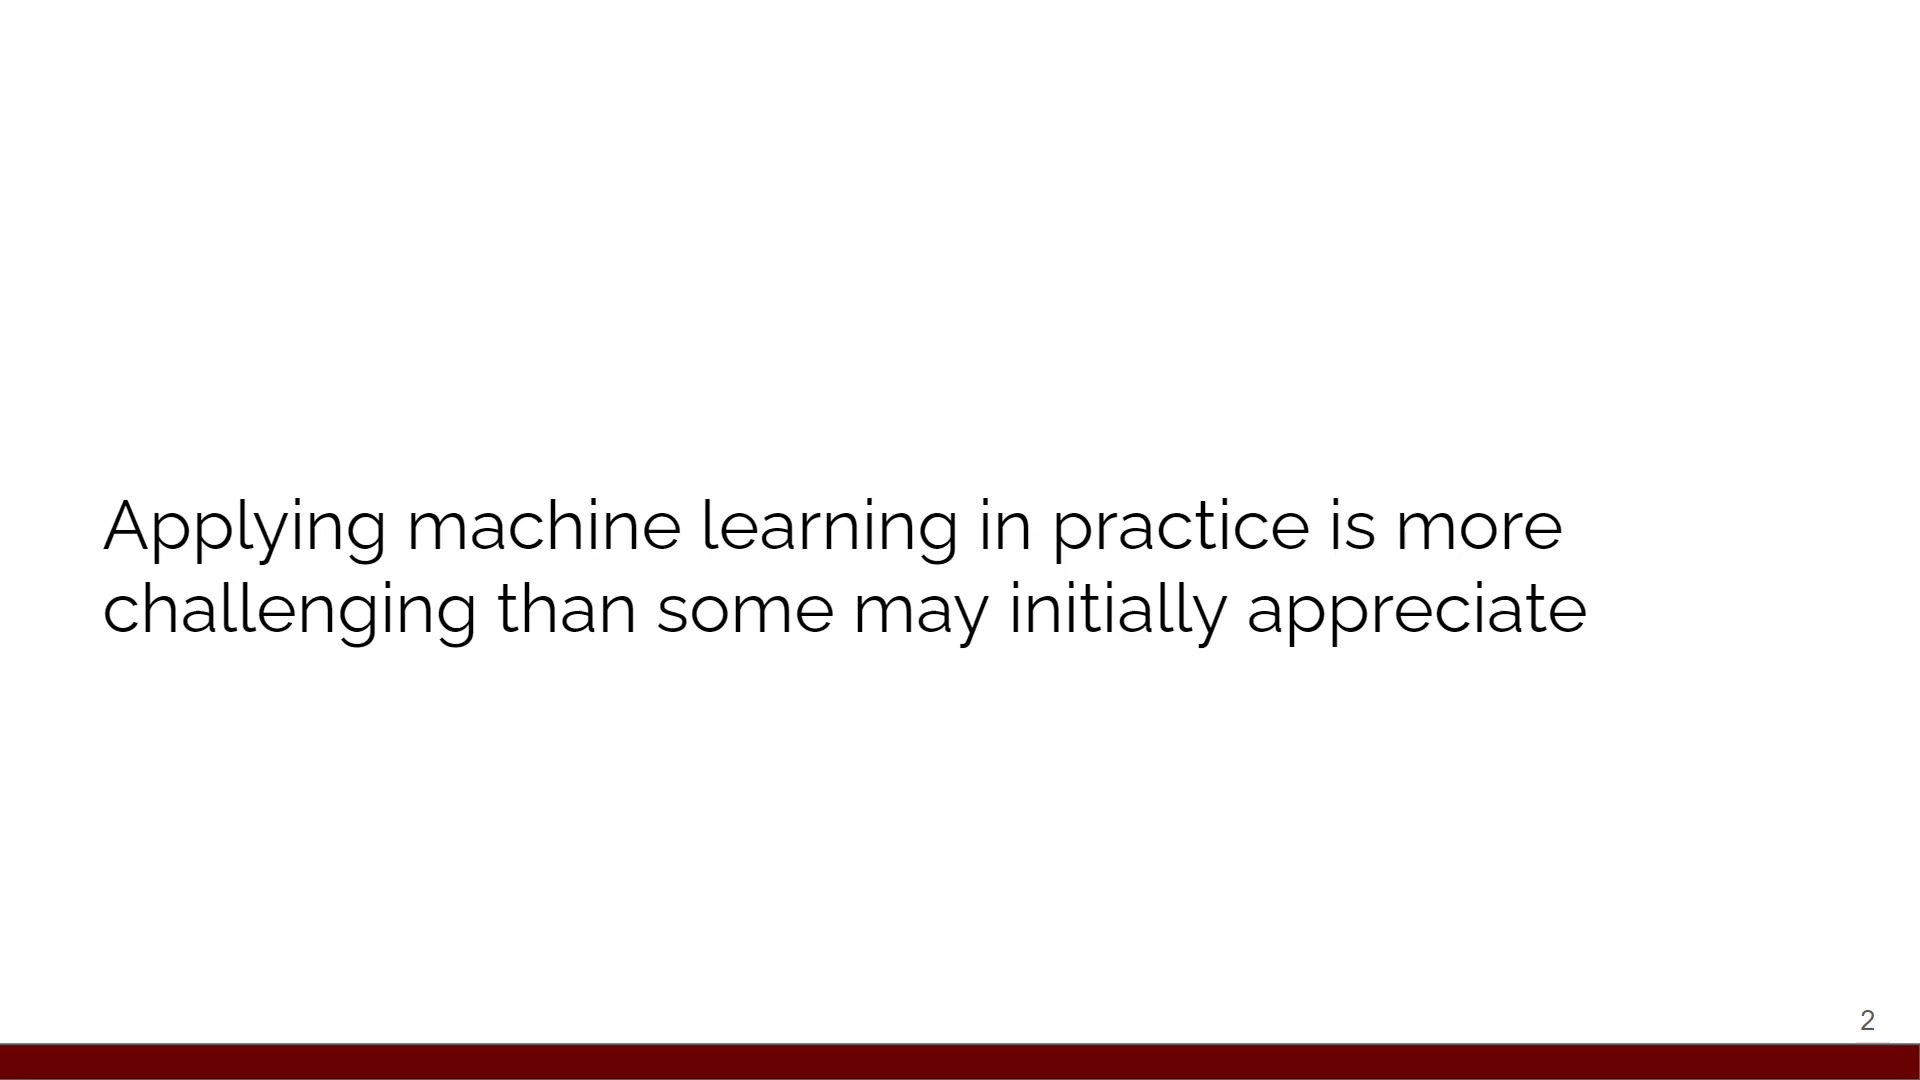 Applying machine learning in practice is more
challenging than some may initially appreciate
2